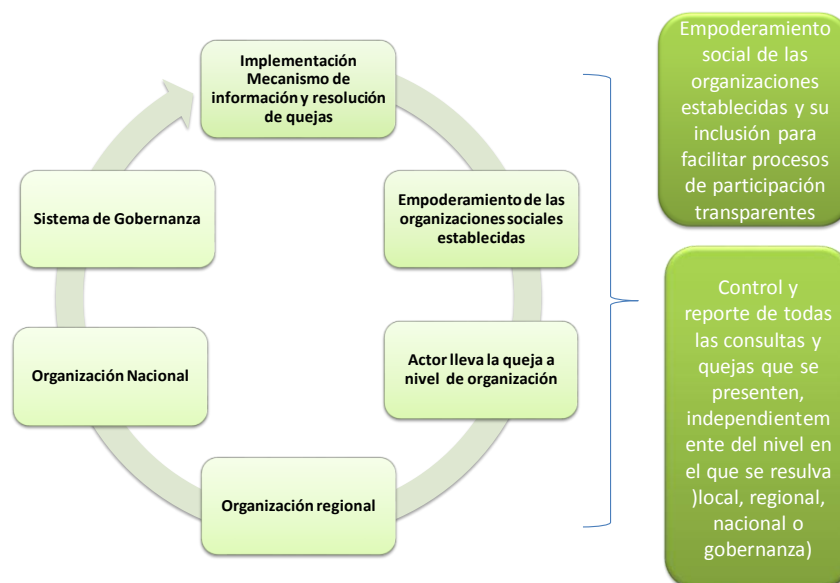 Implementación
Mecanismo de
información y resolución
de quejas
Empoderamiento de las
organizaciones sociales
establecidas
Actor lleva la queja a
nivel de organización
Organización regional
Organización Nacional
Sistema de Gobernanza
Empoderamiento
social de las
organizaciones
establecidas y su
inclusión para
facilitar procesos
de participación
transparentes
Control y
reporte de todas
las consultas y
quejas que se
presenten,
independientem
ente del nivel en
el que se resulva
)local, regional,
nacional o
gobernanza)